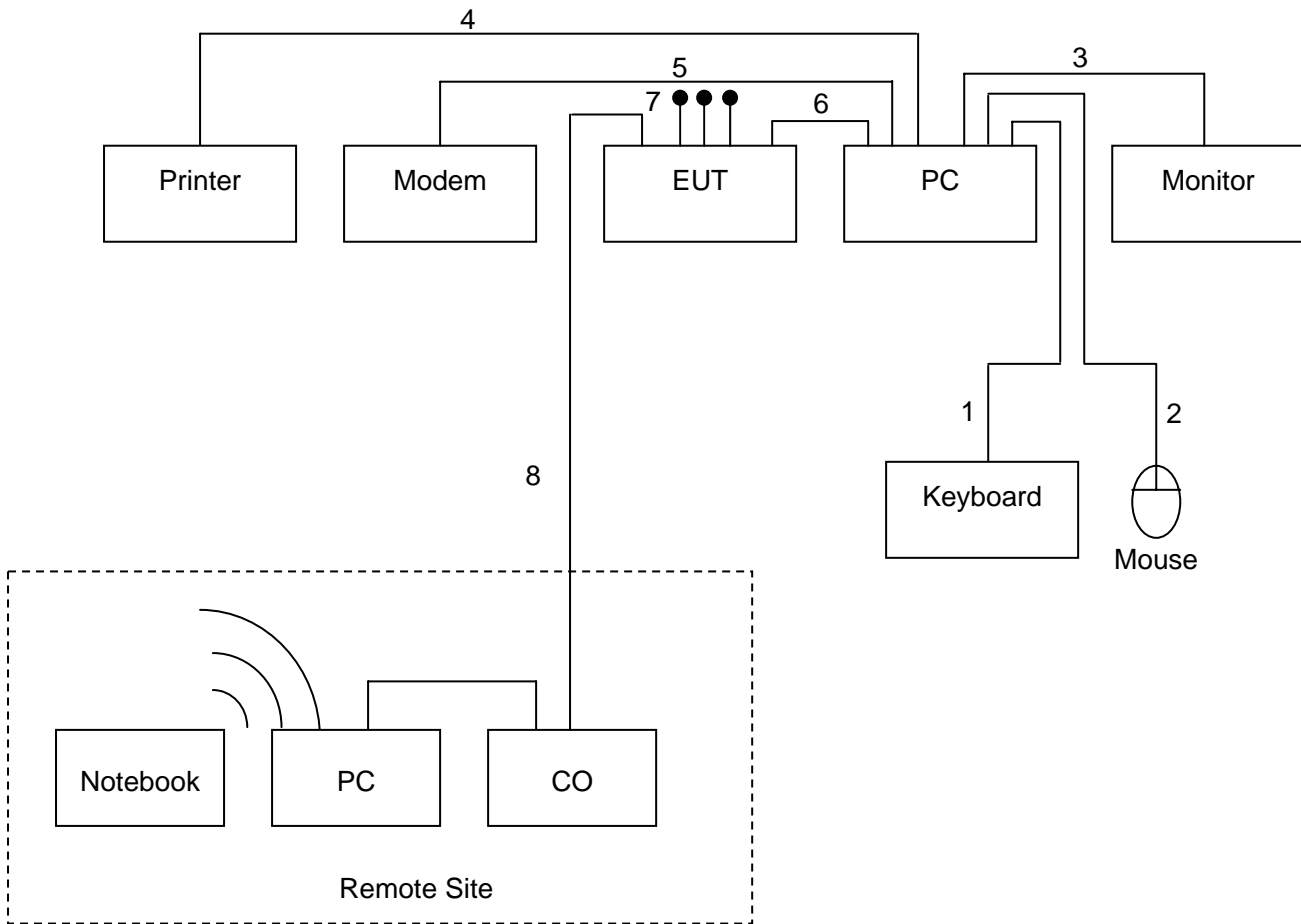 4
5
3
7
6
Printer
Modem
EUT
PC
Monitor
1
2
8
Keyboard
Mouse
Notebook
PC
CO
Remote Site